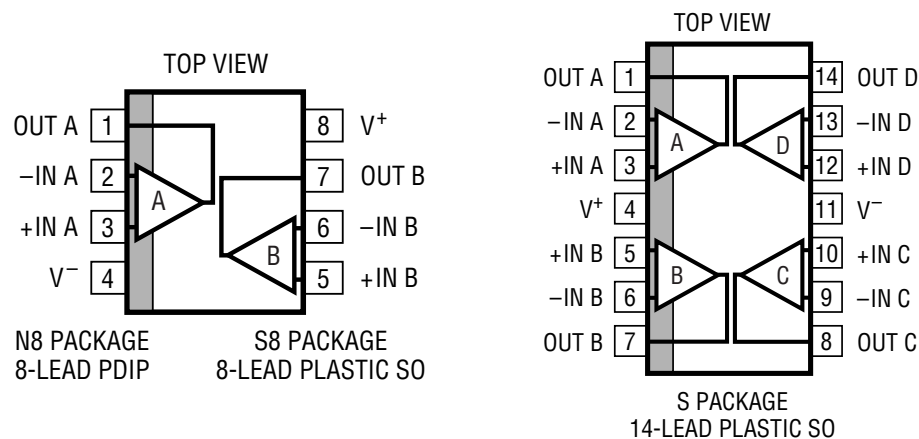 TOP VIEW
OUT A 1 8 V+
–IN A 2 A 7 OUT B
+IN A 3 6 –IN B
V– 4 B 5 +IN B
N8 PACKAGE
8-LEAD PDIP
S8 PACKAGE
8-LEAD PLASTIC SO
TOP VIEW
OUT A 1 14 OUT D
–IN A 2 A D 13 –IN D
+IN A 3 12 +IN D
V+ 4 11 V–
+IN B 5 B C 10 +IN C
–IN B 6 9 –IN C
OUT B 7 8 OUT C
S PACKAGE
14-LEAD PLASTIC SO